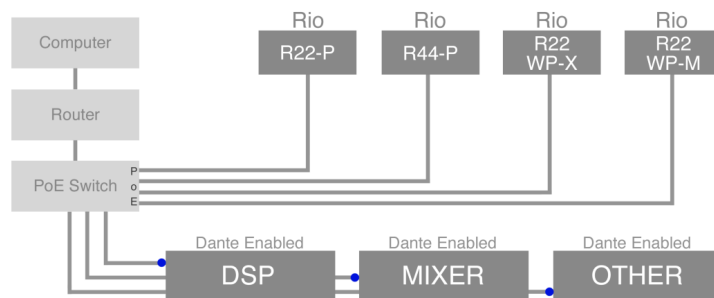 Computer
Router
PoE Switch
P
o
E
Rio
R22-P
Rio
R44-P
Rio
R22
WP-X
Rio
R22
WP-M
Dante Enabled
DSP
Dante Enabled
MIXER
Dante Enabled
OTHER